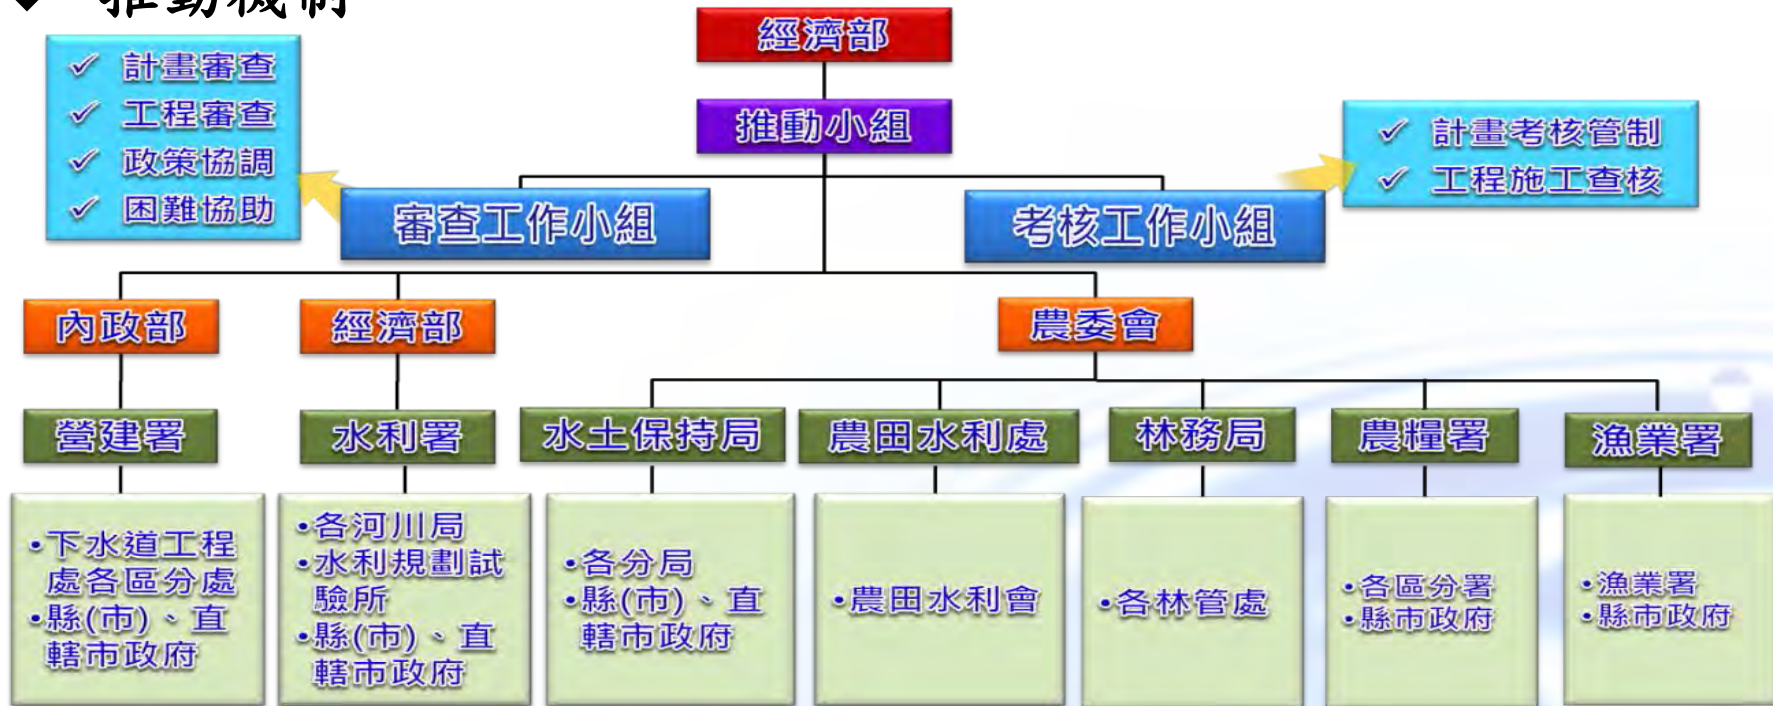 ◆ 推動機制
經濟部
推動小組
✓ 計畫審查
✓ 工程審查
✓ 政策協調
✓ 困難協助
✓ 計畫考核管制
✓ 工程施工查核
審查工作小組
考核工作小組
內政部
經濟部
農委會
營建署
水利署
水土保持局
農田水利處
林務局
農糧署
漁業署
•下水道工程
處各區分處
•縣(市)、直
轄市政府
•各河川局
•水利規劃試
驗所
•縣(市)、直
轄市政府
•各分局
•縣(市)、直
轄市政府
•農田水利會
•各林管處
•各區分署
•縣市政府
•漁業署
•縣市政府